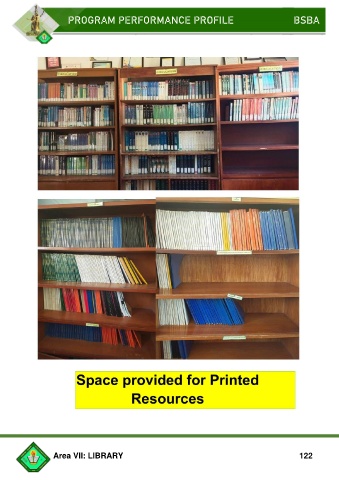 PROGRAM PERFORMANCE PROFILE BSBA
Space provided for Printed
Resources
Area VII: LIBRARY 122